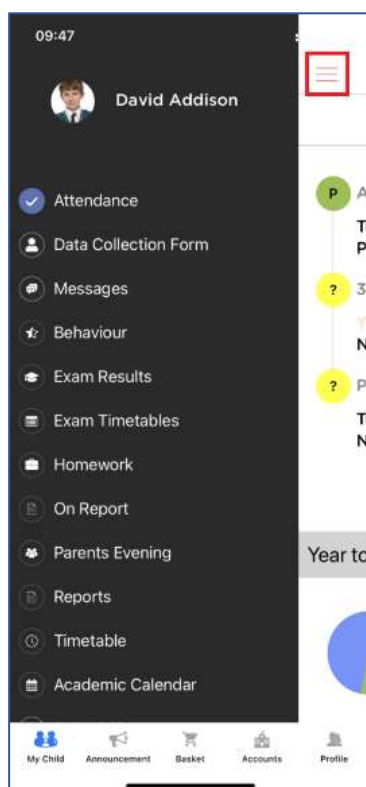 09:47
David Addison
Attendance
Data Collection Form
Messages
Behaviour
Exam Results
Exam Timetables
Homework
On Report
Parents Evening
Reports
Timetable
Academic Calendar
P A
T
P
? 3
Y
N
? P
T
N
Year to
My Child Announcement Basket Accounts Profile